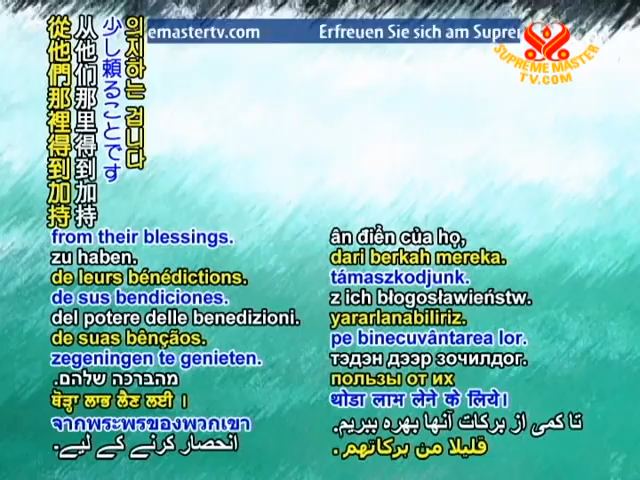 emastertv.com
Erfreuen Sie sich am Suprem
SUPREME MASTER
TV.COM
從他們那裡得到加持
从他们那里得到加持
少し頼ることです
의지하는 겁니다
from their blessings.
zu haben.
de leurs bénédictions.
de sus bendiciones.
del potere delle benedizioni.
de suas bênçãos.
zegeningen te genieten.
מהברכה שלהם.
ਥੋੜ੍ਹਾ ਲਾਭ ਲੈਣ ਲਈ ।
จากพระพรของพวกเขา
انحصار کرنے کے لیے۔
ân điển của họ,
dari berkah mereka.
támaszkodjunk.
z ich błogosławieństw.
yararlanabiliriz.
pe binecuvântarea lor.
тэдэн дээр зочилдог.
пользы от их
थोडा लाभ लेने के लिये।
تا کمی از برکات آنها بهره ببریم.
قليلا من بركاتهم.